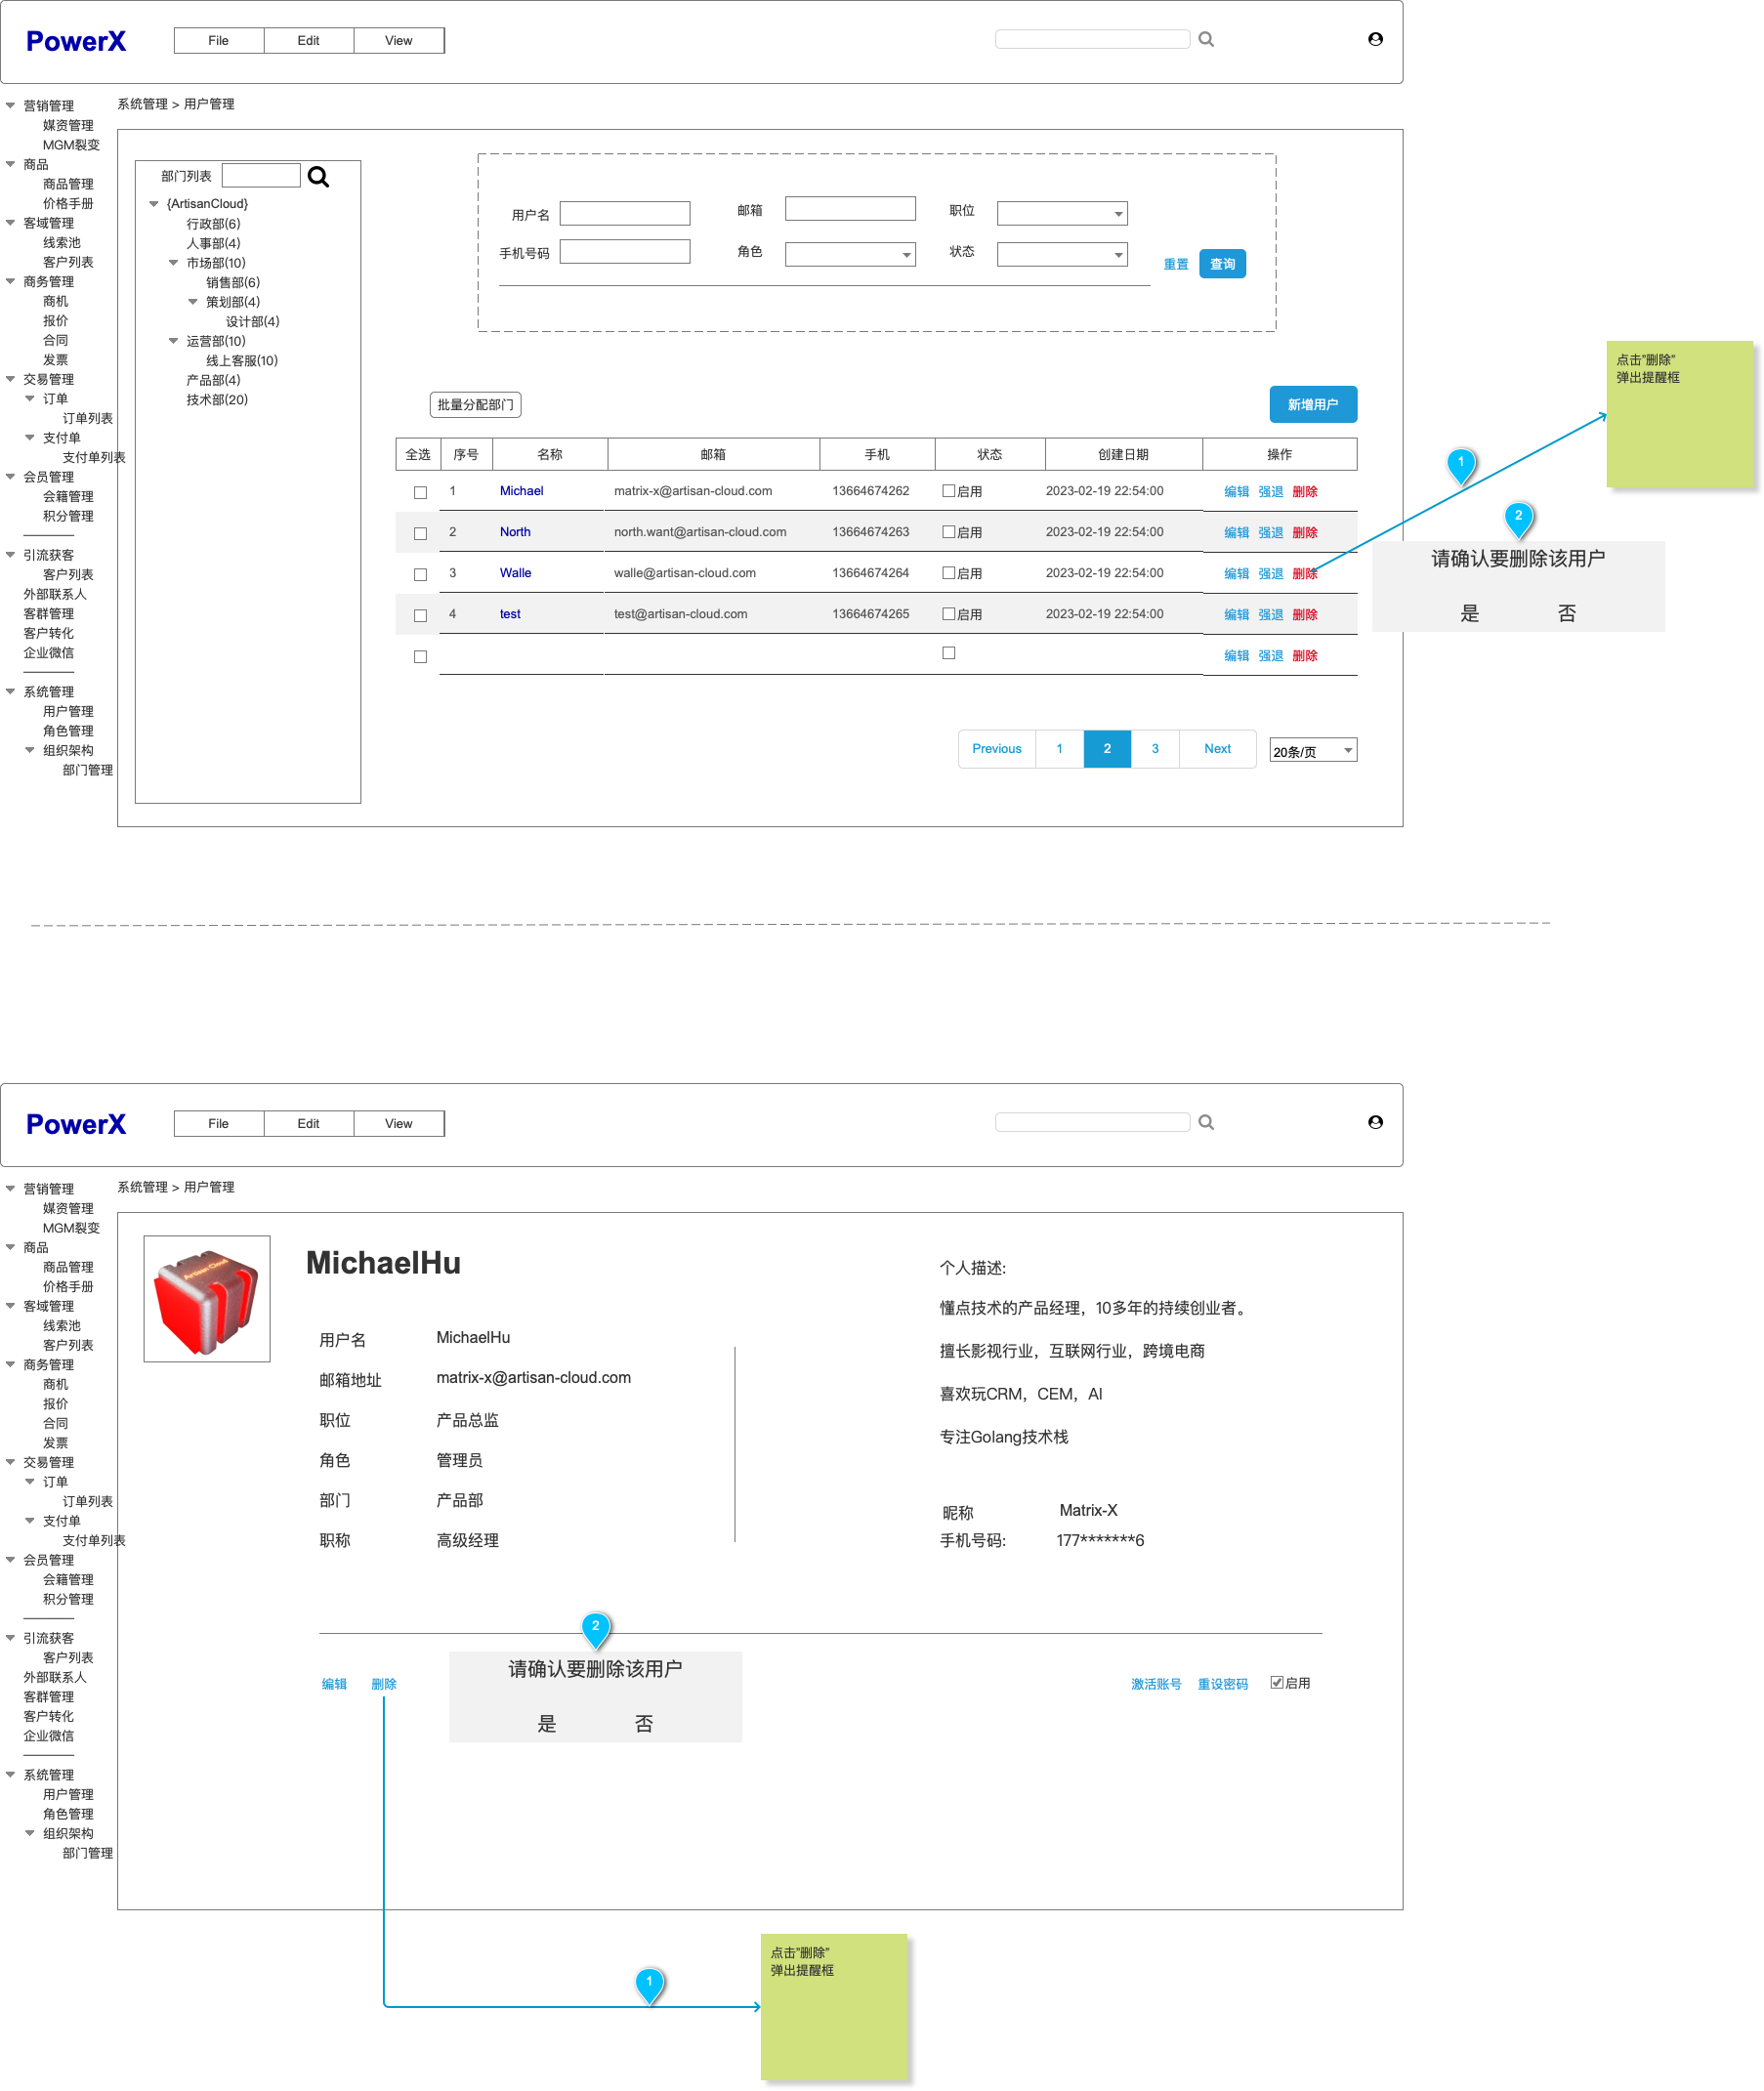 PowerX
File Edit View
系统管理 > 用户管理
营销管理
媒资管理
MGM裂变
商品
商品管理
价格手册
客域管理
线索池
客户列表
商务管理
商机
报价
合同
发票
交易管理
订单
订单列表
支付单
支付单列表
会员管理
会籍管理
积分管理
引流获客
客户列表
外部联系人
客群管理
客户转化
企业微信
系统管理
用户管理
角色管理
组织架构
部门管理
部门列表
{ArtisanCloud}
行政部(6)
人事部(4)
市场部(10)
销售部(6)
策划部(4)
设计部(4)
运营部(10)
线上客服(10)
产品部(4)
技术部(20)
用户名 邮箱 职位
手机号码 角色 状态
重置 查询
批量分配部门 新增用户
全选 序号 名称 邮箱 手机 状态 创建日期 操作
1 Michael matrix-x@artisan-cloud.com 13664674262 启用 2023-02-19 22:54:00 编辑 强退 删除
2 North north.want@artisan-cloud.com 13664674263 启用 2023-02-19 22:54:00 编辑 强退 删除
3 Walle walle@artisan-cloud.com 13664674264 启用 2023-02-19 22:54:00 编辑 强退 删除
4 test test@artisan-cloud.com 13664674265 启用 2023-02-19 22:54:00 编辑 强退 删除
编辑 强退 删除
Previous 1 2 3 Next 20条/页
1
点击"删除"
弹出提醒框
2
请确认要删除该用户
是 否
PowerX
File Edit View
系统管理 > 用户管理
营销管理
媒资管理
MGM裂变
商品
商品管理
价格手册
客域管理
线索池
客户列表
商务管理
商机
报价
合同
发票
交易管理
订单
订单列表
支付单
支付单列表
会员管理
会籍管理
积分管理
引流获客
客户列表
外部联系人
客群管理
客户转化
企业微信
系统管理
用户管理
角色管理
组织架构
部门管理
Artisan Cloud
MichaelHu
用户名 MichaelHu
邮箱地址 matrix-x@artisan-cloud.com
职位 产品总监
角色 管理员
部门 产品部
职称 高级经理
个人描述:
懂点技术的产品经理，10多年的持续创业者。
擅长影视行业，互联网行业，跨境电商
喜欢玩CRM，CEM，AI
专注Golang技术栈
昵称 Matrix-X
手机号码: 177*******6
编辑 删除
2
请确认要删除该用户
是 否
激活账号 重设密码 启用
1
点击"删除"
弹出提醒框